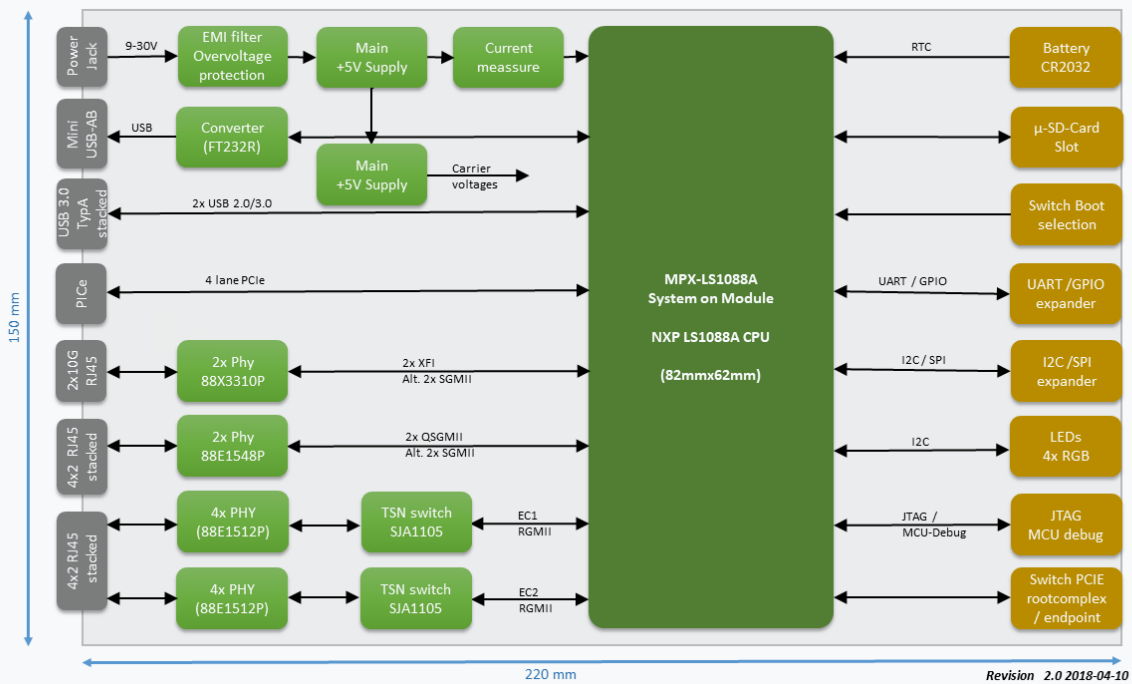 Power
Jack
9-30V
EMI filter
Overvoltage
protection
Main
+5V Supply
Current
meassure
RTC
Battery
CR2032
Mini
USB-AB
USB
Converter
(FT232R)
Main
+5V Supply
Carrier
voltages
µ-SD-Card
Slot
USB 3.0
TypA
stacked
2x USB 2.0/3.0
Switch Boot
selection
PICe
4 lane PCIe
MPX-LS1088A
System on Module
NXP LS1088A CPU
(82mmx62mm)
UART / GPIO
UART /GPIO
expander
2x10G
RJ45
2x Phy
88X3310P
2x XFI
Alt. 2x SGMII
I2C / SPI
I2C /SPI
expander
4x2 RJ45
stacked
2x Phy
88E1548P
2x QSGMII
Alt. 2x SGMII
I2C
LEDs
4x RGB
4x2 RJ45
stacked
4x PHY
(88E1512P)
TSN switch
SJA1105
EC1
RGMII
JTAG /
MCU-Debug
JTAG
MCU debug
4x PHY
(88E1512P)
TSN switch
SJA1105
EC2
RGMII
Switch PCIE
rootcomplex
/ endpoint
150 mm
220 mm
Revision 2.0 2018-04-10